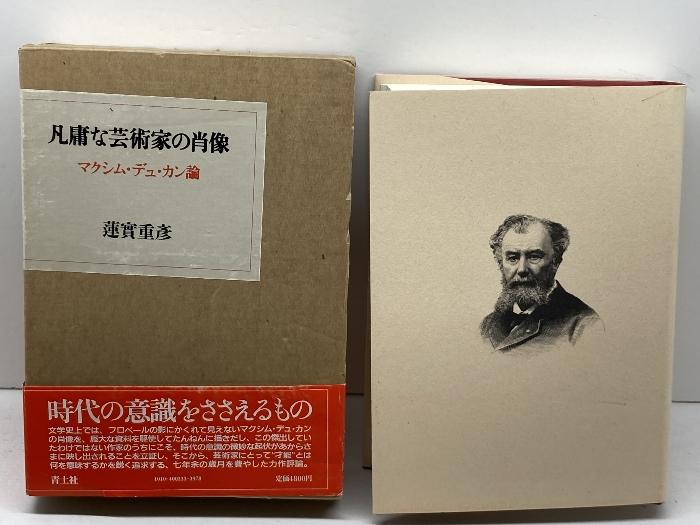 凡庸な芸術家の肖像
マクシム・デュ・カン論
蓮實重彦
時代の意識をささえるもの
文学史上では、フロベールの影にかくれて見えないマクシム・デュ・カン
の肖像を、厖大な資料を駆使してたんねんに描きだし、この傑出してい
たわけではない作家のうちにこそ、時代の意識の微妙な起伏があからさ
まに映し出されることを立証し、そこから、芸術家にとって“才能”とは
何を意味するかを鋭く追求する、七年余の歳月を費やした力作評論。
青土社
1010-400233-3978
定価4800円